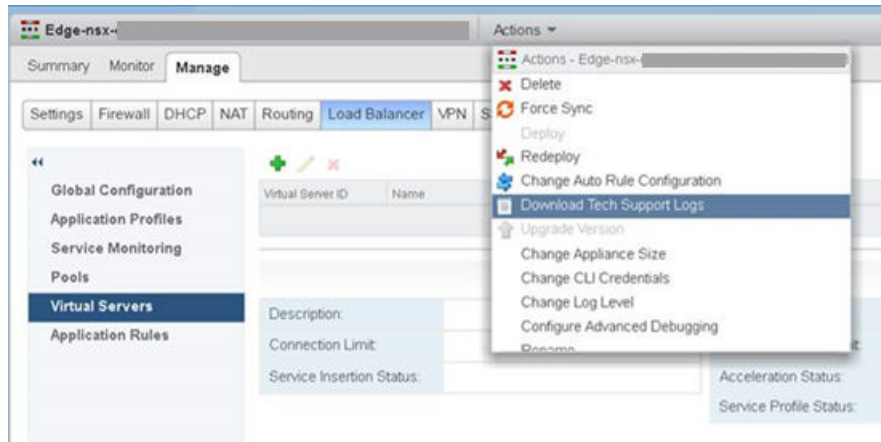 Edge-nsx-
Actions
Summary Monitor Manage
Actions - Edge-nsx-
Delete
Settings Firewall DHCP NAT Routing Load Balancer VPN
Force Sync
Deploy
Redeploy
Global Configuration
Virtual Server ID Name
Change Auto Rule Configuration
Application Profiles
Download Tech Support Logs
Service Monitoring
Upgrade Version
Pools
Change Appliance Size
Change CLI Credentials
Virtual Servers
Description:
Change Log Level
Application Rules
Configure Advanced Debugging
Connection Limit:
Rename
Service Insertion Status:
Acceleration Status:
Service Profile Status: